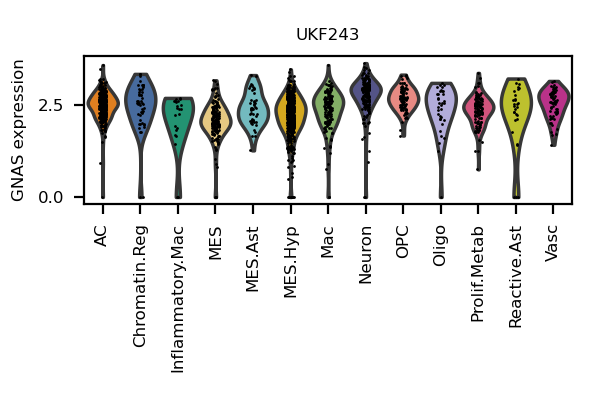 UKF243
GNAS expression
2.5
0.0
AC
Chromatin.Reg
Inflammatory.Mac
MES
MES.Ast
MES.Hyp
Mac
Neuron
OPC
Oligo
Prolif.Metab
Reactive.Ast
Vasc